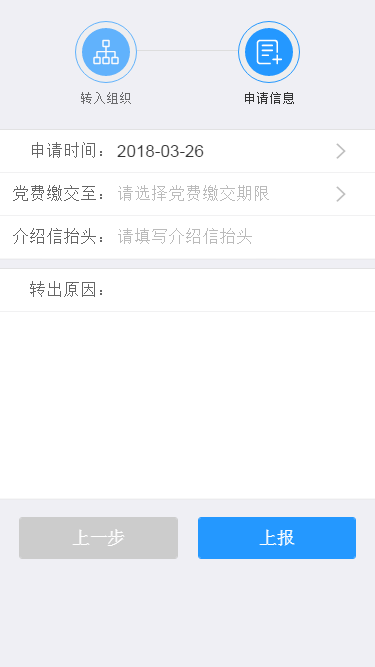 转入组织 申请信息
申请时间： 2018-03-26
党费缴交至： 请选择党费缴交期限
介绍信抬头： 请填写介绍信抬头
转出原因：
上一步 上报